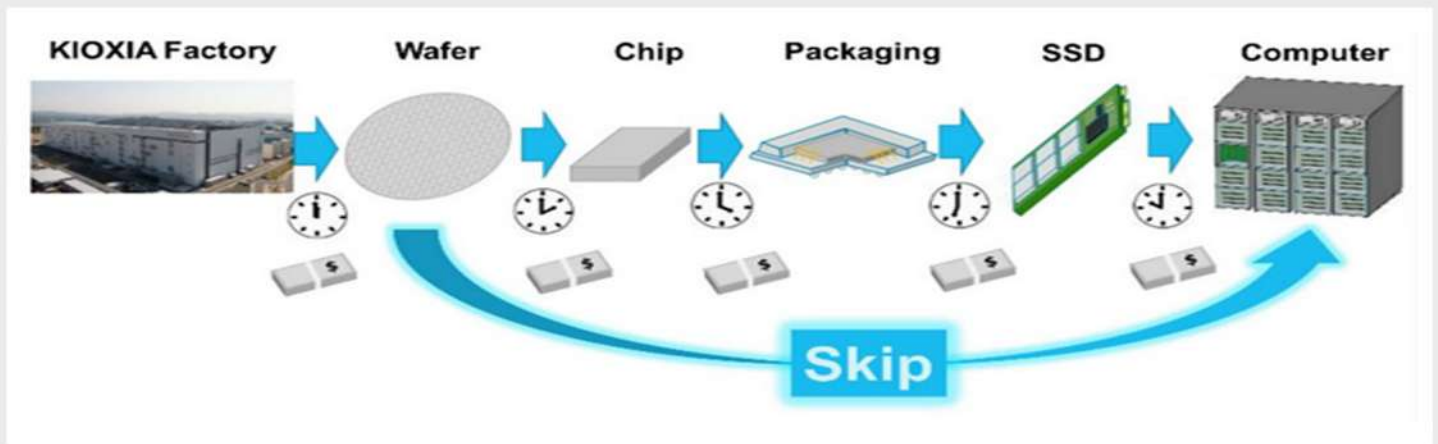 KIOXIA Factory
Wafer
Chip
Packaging
SSD
Computer
$
$
$
$
$
Skip